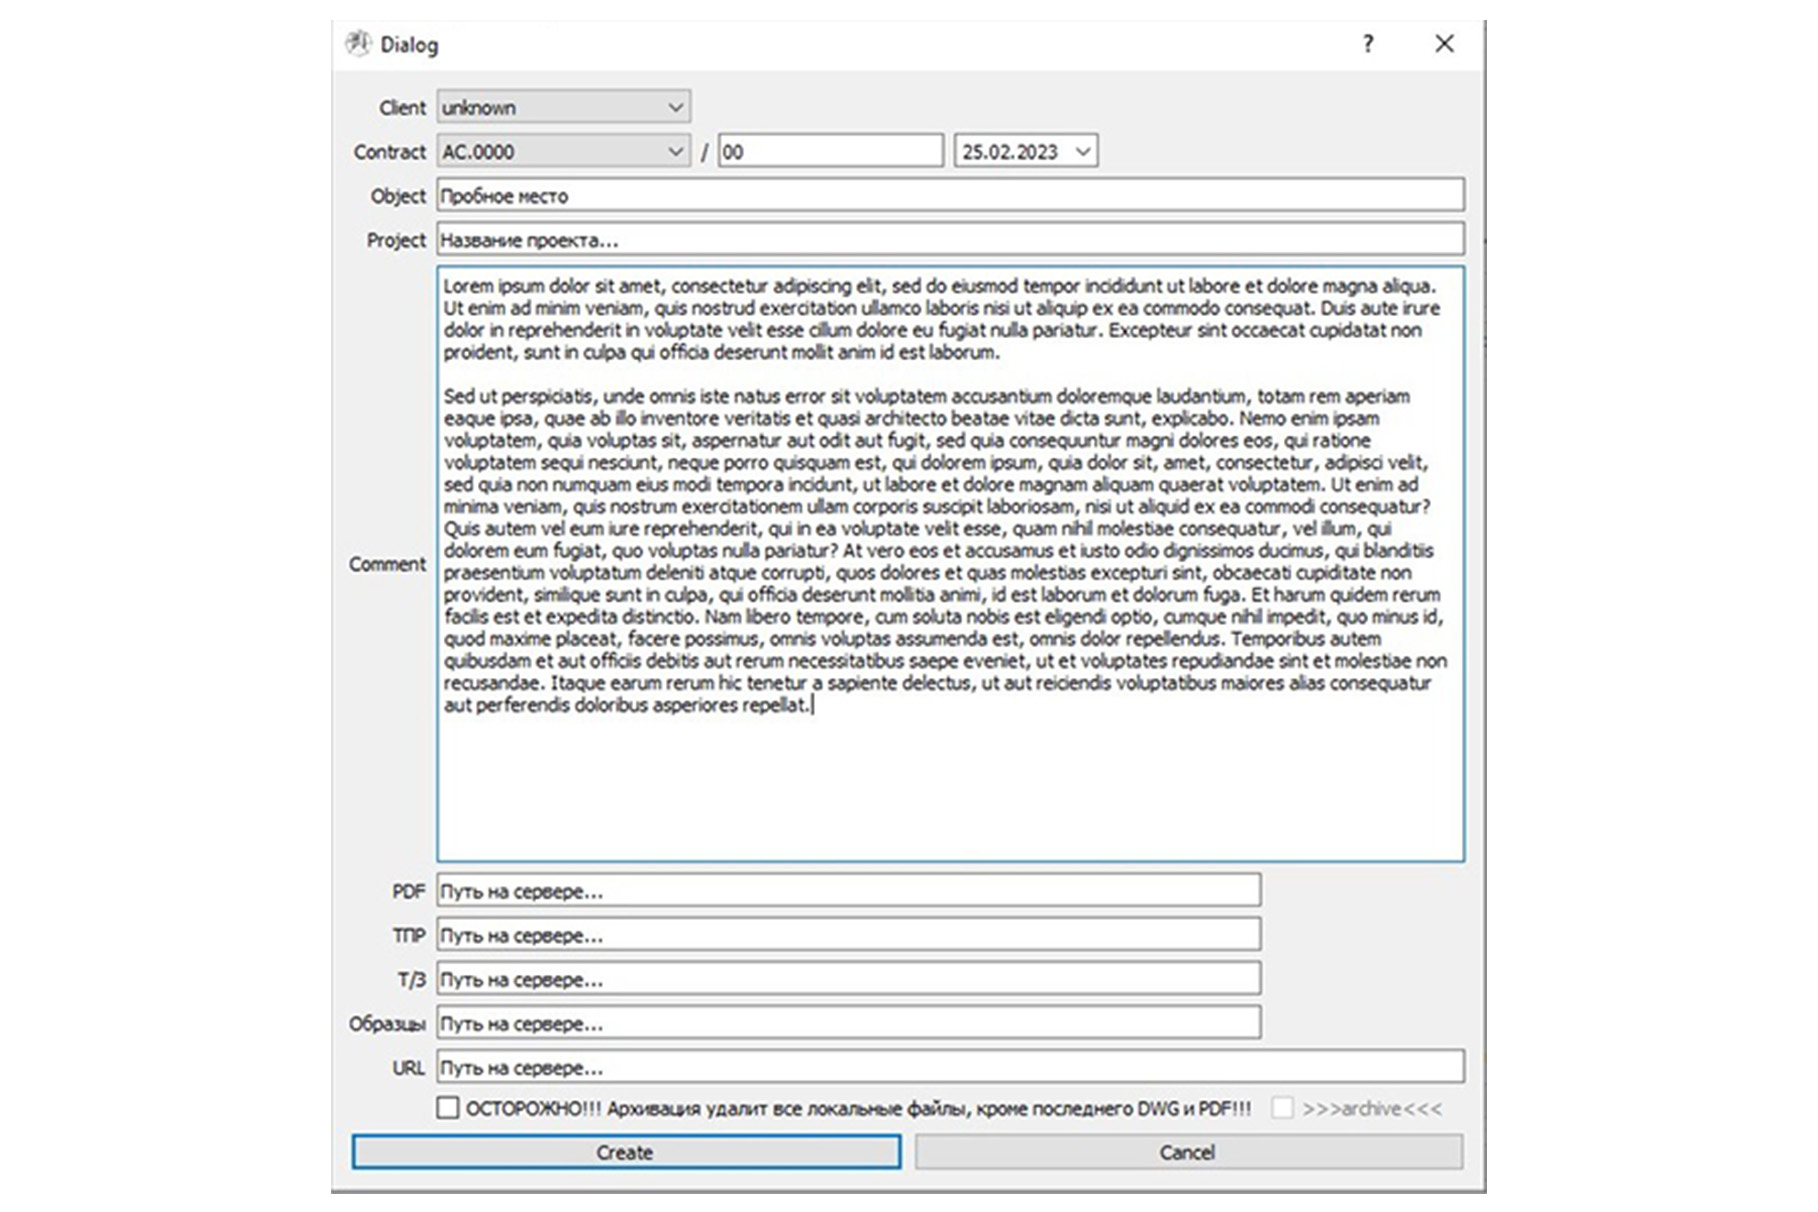 Dialog ?
Client unknown
Contract AC.0000 / 00 25.02.2023
Object Пробное место
Project Название проекта...
Lorem ipsum dolor sit amet, consectetur adipiscing elit, sed do eiusmod tempor incididunt ut labore et dolore magna aliqua.
Ut enim ad minim veniam, quis nostrud exercitation ullamco laboris nisi ut aliquip ex ea commodo consequat. Duis aute irure
dolor in reprehenderit in voluptate velit esse cillum dolore eu fugiat nulla pariatur. Excepteur sint occaecat cupidatat non
proident, sunt in culpa qui officia deserunt mollit anim id est laborum.
Sed ut perspiciatis, unde omnis iste natus error sit voluptatem accusantium doloremque laudantium, totam rem aperiam
eaque ipsa, quae ab illo inventore veritatis et quasi architecto beatae vitae dicta sunt, explicabo. Nemo enim ipsam
voluptatem, quia voluptas sit, aspernatur aut odit aut fugit, sed quia consequuntur magni dolores eos, qui ratione
voluptatem sequi nesciunt, neque porro quisquam est, qui dolorem ipsum, quia dolor sit, amet, consectetur, adipisci velit,
sed quia non numquam eius modi tempora incidunt, ut labore et dolore magnam aliquam quaerat voluptatem. Ut enim ad
minima veniam, quis nostrum exercitationem ullam corporis suscipit laboriosam, nisi ut aliquid ex ea commodi consequatur?
Quis autem vel eum iure reprehenderit, qui in ea voluptate velit esse, quam nihil molestiae consequatur, vel illum, qui
dolorem eum fugiat, quo voluptas nulla pariatur? At vero eos et accusamus et iusto odio dignissimos ducimus, qui blanditiis
Comment
praesentium voluptatum deleniti atque corrupti, quos dolores et quas molestias excepturi sint, obcaecati cupiditate non
provident, similique sunt in culpa, qui officia deserunt mollitia animi, id est laborum et dolorum fuga. Et harum quidem rerum
facilis est et expedita distinctio. Nam libero tempore, cum soluta nobis est eligendi optio, cumque nihil impedit, quo minus id,
quod maxime placeat, facere possimus, omnis voluptas assumenda est, omnis dolor repellendus. Temporibus autem
quibusdam et aut officiis debitis aut rerum necessitatibus saepe eveniet, ut et voluptates repudiandae sint et molestiae non
recusandae. Itaque earum rerum hic tenetur a sapiente delectus, ut aut reiciendis voluptatibus maiores alias consequatur
aut perferendis doloribus asperiores repellat.
PDF Путь на сервере...
ТПР Путь на сервере...
Т/З Путь на сервере...
Образцы Путь на сервере...
URL Путь на сервере...
ОСТОРОЖНО!!! Архивация удалит все локальные файлы, кроме последнего DWG и PDF!!! >>>archive<<<
Create Cancel